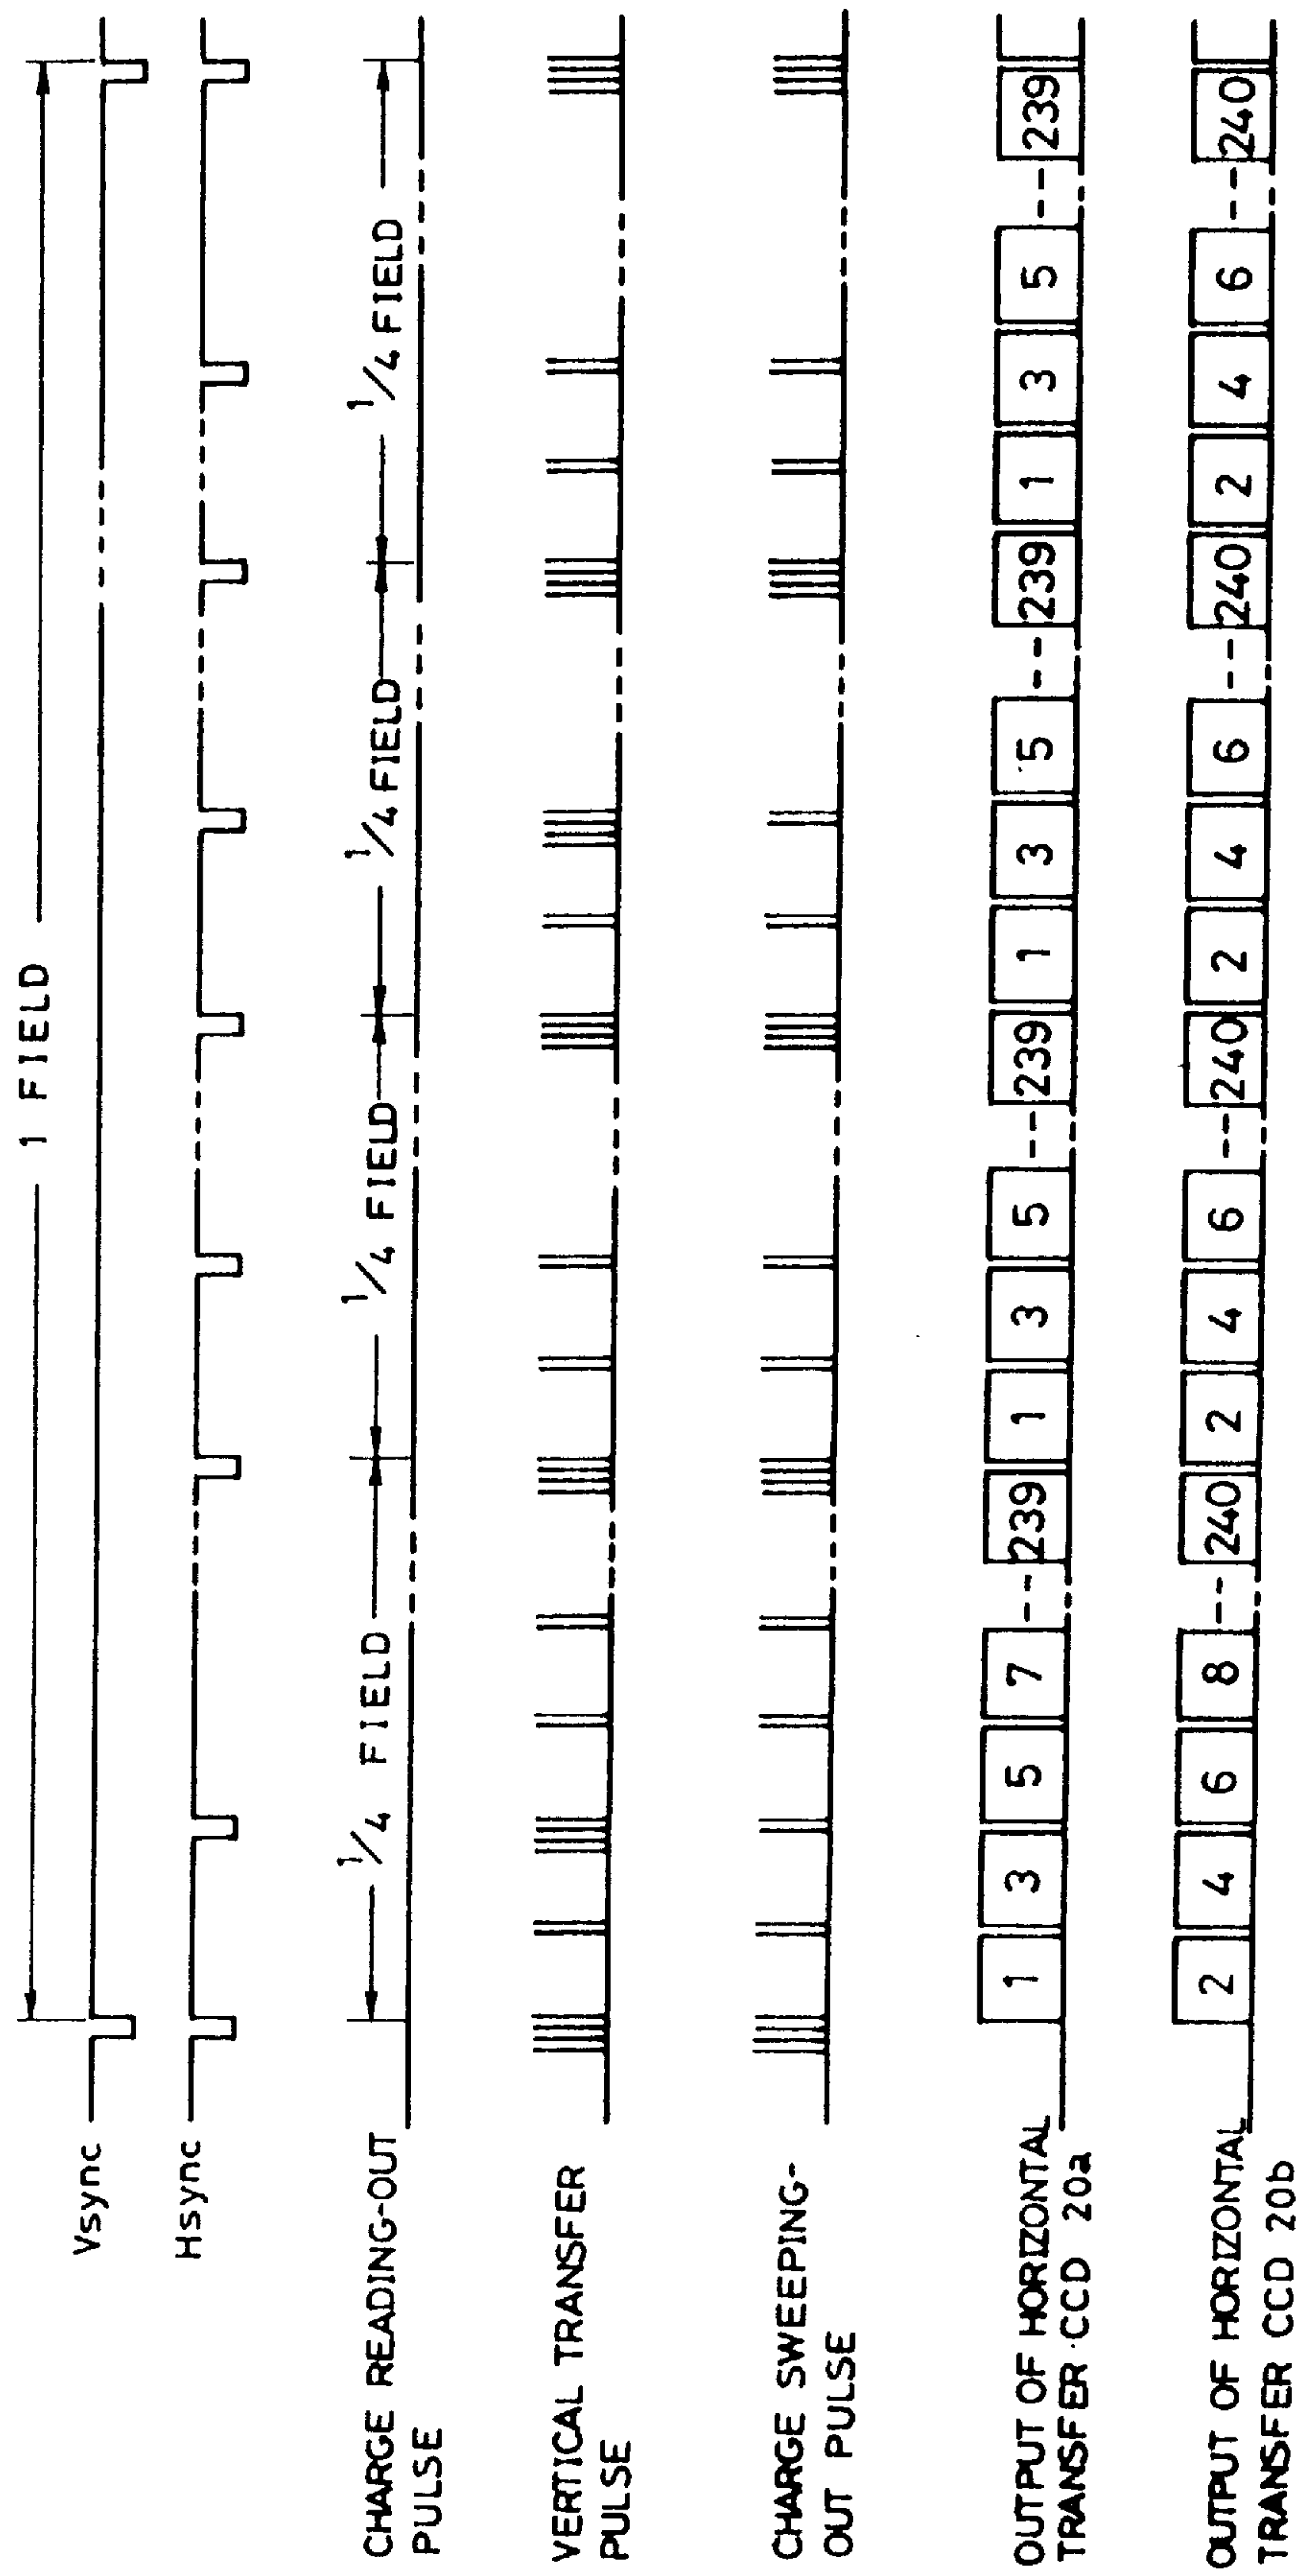 1 FIELD
Vsync
Hsync
1/4 FIELD 1/4 FIELD 1/4 FIELD 1/4 FIELD
CHARGE READING-OUT
PULSE
VERTICAL TRANSFER
PULSE
CHARGE SWEEPING-
OUT PULSE
1 3 5 7 -- 239 1 3 5 -- 239 1 3 5 -- 239 1 3 5 -- 239
OUTPUT OF HORIZONTAL
TRANSFER CCD 20a
2 4 6 8 -- 240 2 4 6 -- 240 2 4 6 -- 240 2 4 6 -- 240
OUTPUT OF HORIZONTAL
TRANSFER CCD 20b